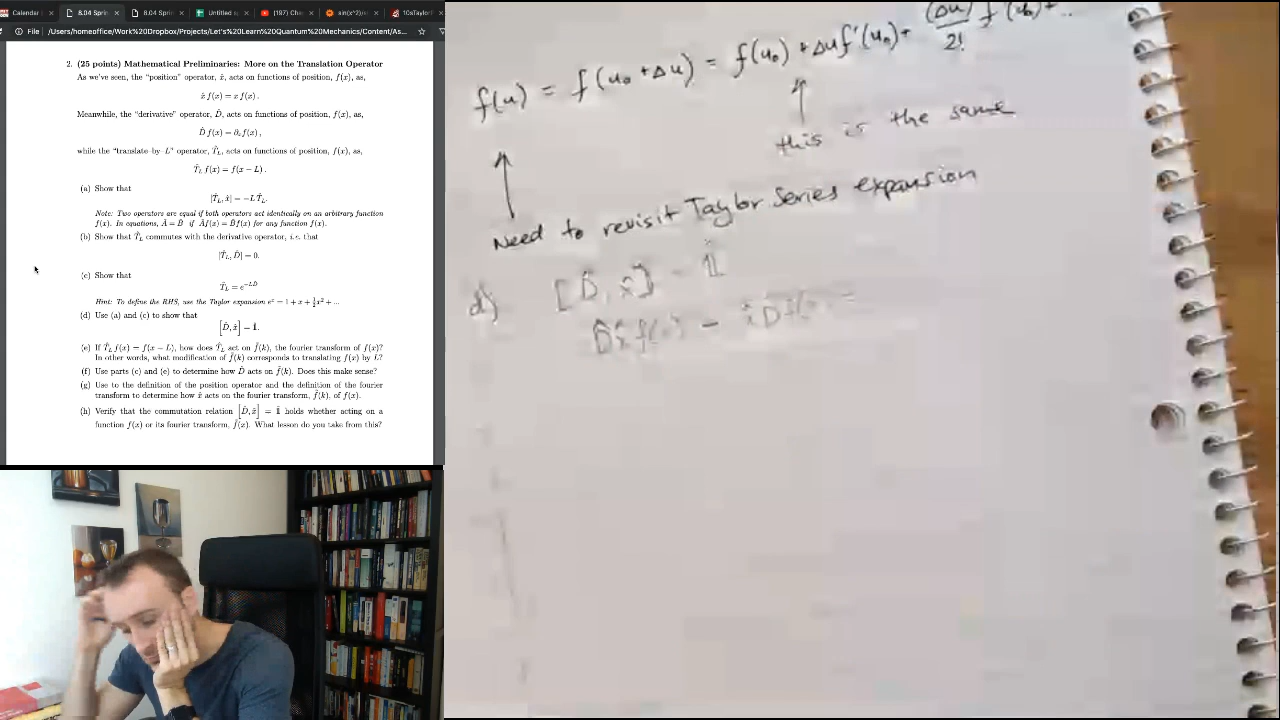 Calendar
8.04 Sprin
8.04 Sprin
Untitled
(197) Cha
sin(x^2)/
10sTaylorP
File /Users/homeoffice/Work%20Dropbox/Projects/Let's%20Learn%20Quantum%20Mechanics/Content/As...
2. (25 points) Mathematical Preliminaries: More on the Translation Operator
As we've seen, the "position" operator, x̂, acts on functions of position, f(x), as,
x̂ f(x) = x f(x) .
Meanwhile, the "derivative" operator, D̂, acts on functions of position, f(x), as,
D̂ f(x) = ∂ₓ f(x) ,
while the "translate-by-L" operator, T̂_L, acts on functions of position, f(x), as,
T̂_L f(x) = f(x − L) .
(a) Show that
[T̂_L, x̂] = −L T̂_L.
Note: Two operators are equal if both operators act identically on an arbitrary function
f(x). In equations, Â = B̂ if Âf(x) = B̂f(x) for any function f(x).
(b) Show that T̂_L commutes with the derivative operator, i.e. that
[T̂_L, D̂] = 0.
(c) Show that
T̂_L = e^{−LD̂}
Hint: To define the RHS, use the Taylor expansion eˣ = 1 + x + ½x² + ...
(d) Use (a) and (c) to show that
[D̂, x̂] = 𝟙̂.
(e) If T̂_L f(x) = f(x − L), how does T̂_L act on f̃(k), the fourier transform of f(x)?
In other words, what modification of f̃(k) corresponds to translating f(x) by L?
(f) Use parts (c) and (e) to determine how D̂ acts on f̃(k). Does this make sense?
(g) Use to the definition of the position operator and the definition of the fourier
transform to determine how x̂ acts on the fourier transform, f̃(k), of f(x).
(h) Verify that the commutation relation [D̂, x̂] = 𝟙̂ holds whether acting on a
function f(x) or its fourier transform, f̃(x). What lesson do you take from this?
f(u) = f(u₀ + Δu) = f(u₀) + Δu f'(u₀) + (Δu)²/2! f''(u₀) + ..
this is the same
Need to revisit Taylor Series expansion
d) [D̂, x̂] = 𝟙̂
D̂ x̂ f(x) − x̂ D̂ f(x) =